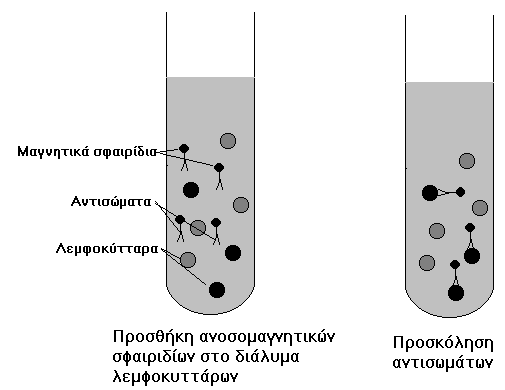 Μαγνητικά σφαιρίδια
Αντισώματα
Λεμφοκύτταρα
Προσθήκη ανοσομαγνητικών
σφαιριδίων στο διάλυμα
λεμφοκυττάρων
Προσκόληση
αντισωμάτων